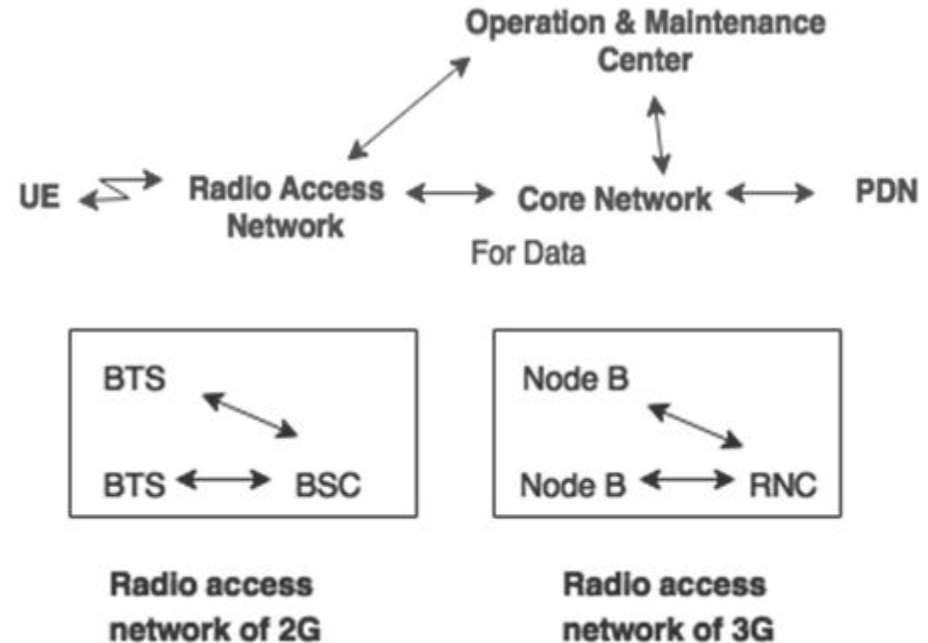 Operation & Maintenance
Center
UE
Radio Access
Network
Core Network
PDN
For Data
BTS
BTS
BSC
Node B
Node B
RNC
Radio access
network of 2G
Radio access
network of 3G